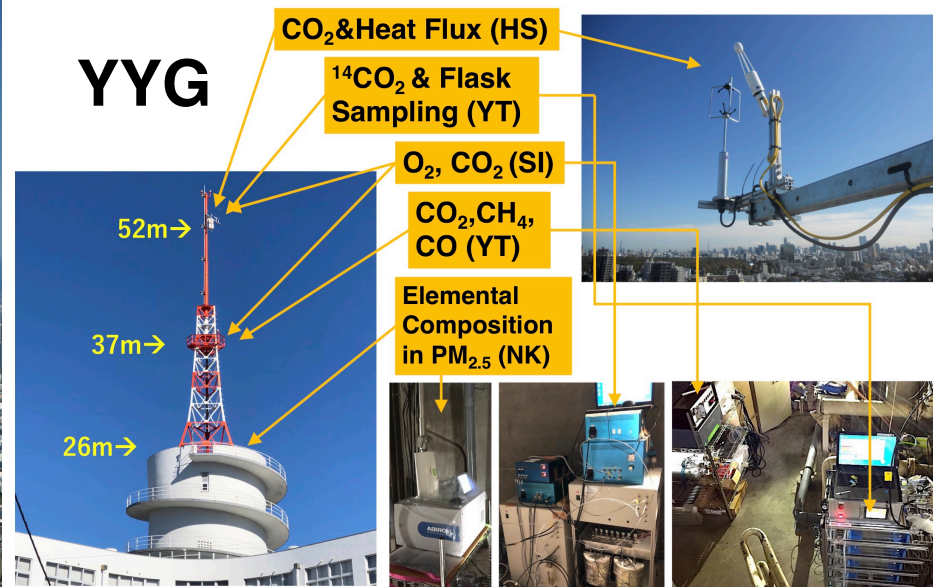 YYG
CO₂&Heat Flux (HS)
¹⁴CO₂ & Flask
Sampling (YT)
O₂, CO₂ (SI)
CO₂,CH₄,
CO (YT)
Elemental
Composition
in PM₂.₅ (NK)
52m→
37m→
26m→